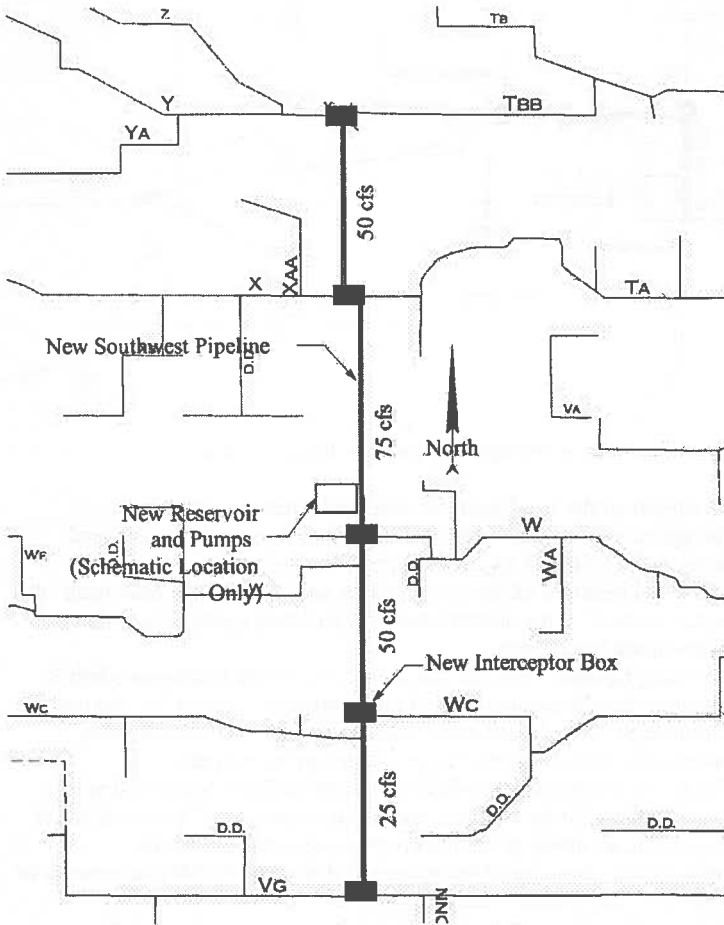 Z
TB
Y
TBB
YA
50 cfs
X
XAA
TA
New Southwest Pipeline
D.D.
VA
75 cfs
North
New Reservoir
and Pumps
(Schematic Location
Only)
W
WF
D.D.
D.D.
WA
W
50 cfs
New Interceptor Box
WC
WC
25 cfs
D.D.
D.D.
D.D.
VG